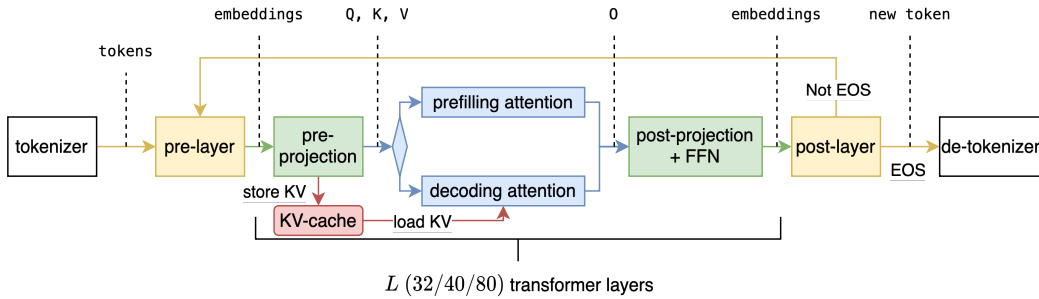 embeddings
Q, K, V
O
embeddings
new token
tokens
Not EOS
prefilling attention
tokenizer
pre-layer
pre-
projection
post-projection
+ FFN
post-layer
de-tokenizer
EOS
store KV
decoding attention
KV-cache
load KV
L (32/40/80) transformer layers